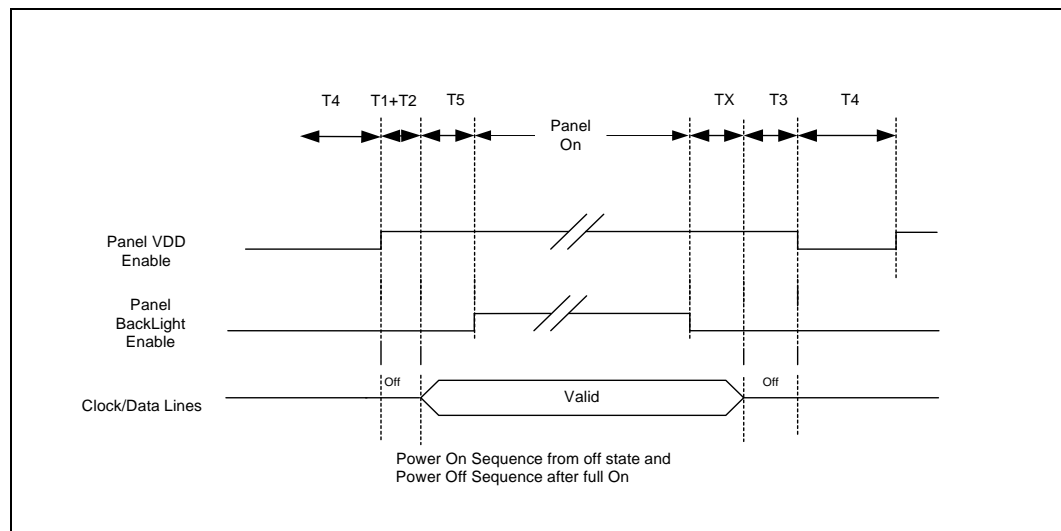 T4
T1+T2
T5
TX
T3
T4
Panel
On
Panel VDD
Enable
Panel
BackLight
Enable
Off
Off
Clock/Data Lines
Valid
Power On Sequence from off state and
Power Off Sequence after full On